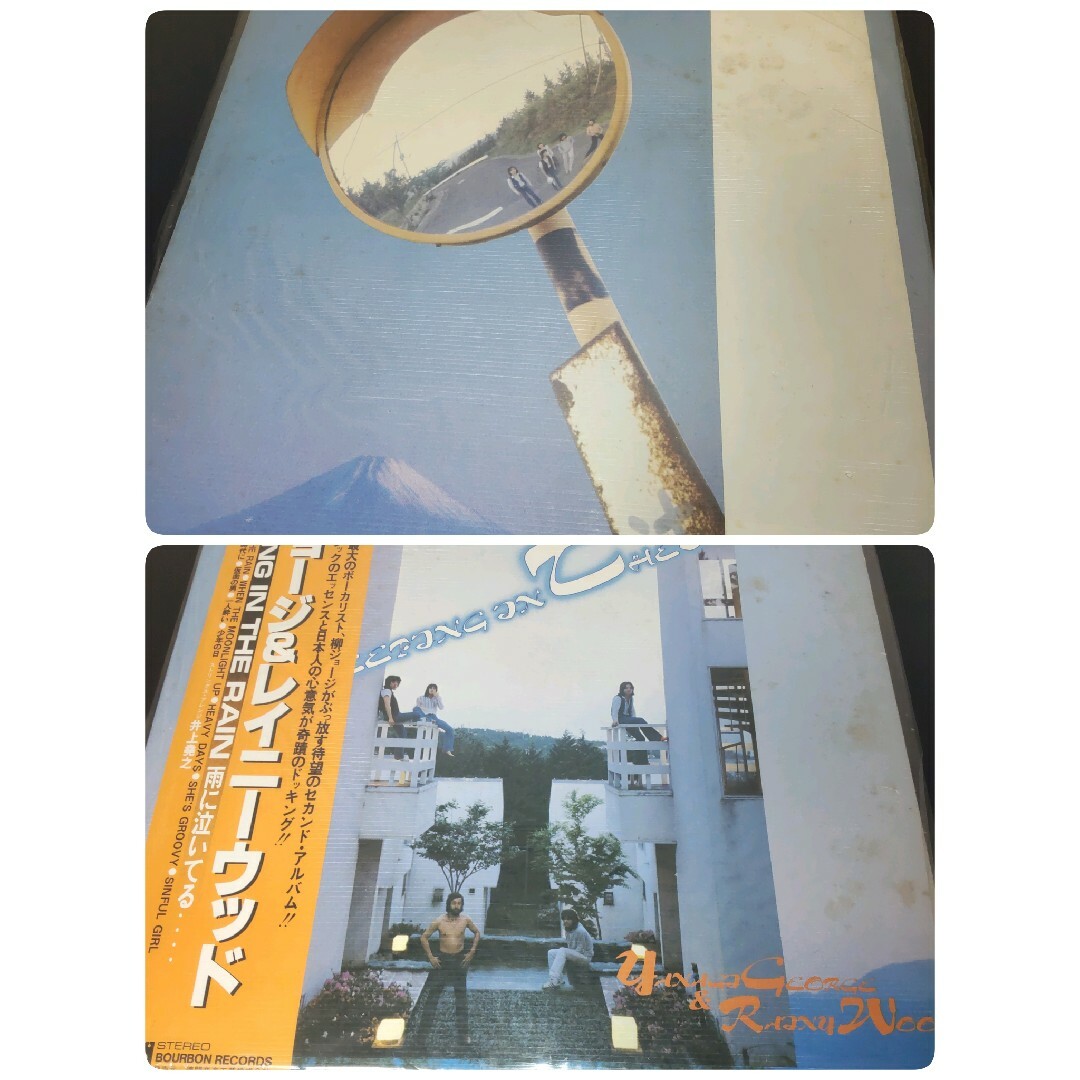 最大のボーカリスト、柳ジョージがぶっ放す待望のセカンド・アルバム!!
ックのエッセンスと日本人の心意気が奇蹟のドッキング!!
ョージ&レイニーウッド
NG IN THE RAIN 雨に泣いてる.....
RAIN●WHEN THE MOONLIGHT UP●HEAVY DAYS●SHE'S GROOVY●SINFUL GIRL
井上堯之
STEREO
BOURBON RECORDS
GEORGE
& RAINY WOO